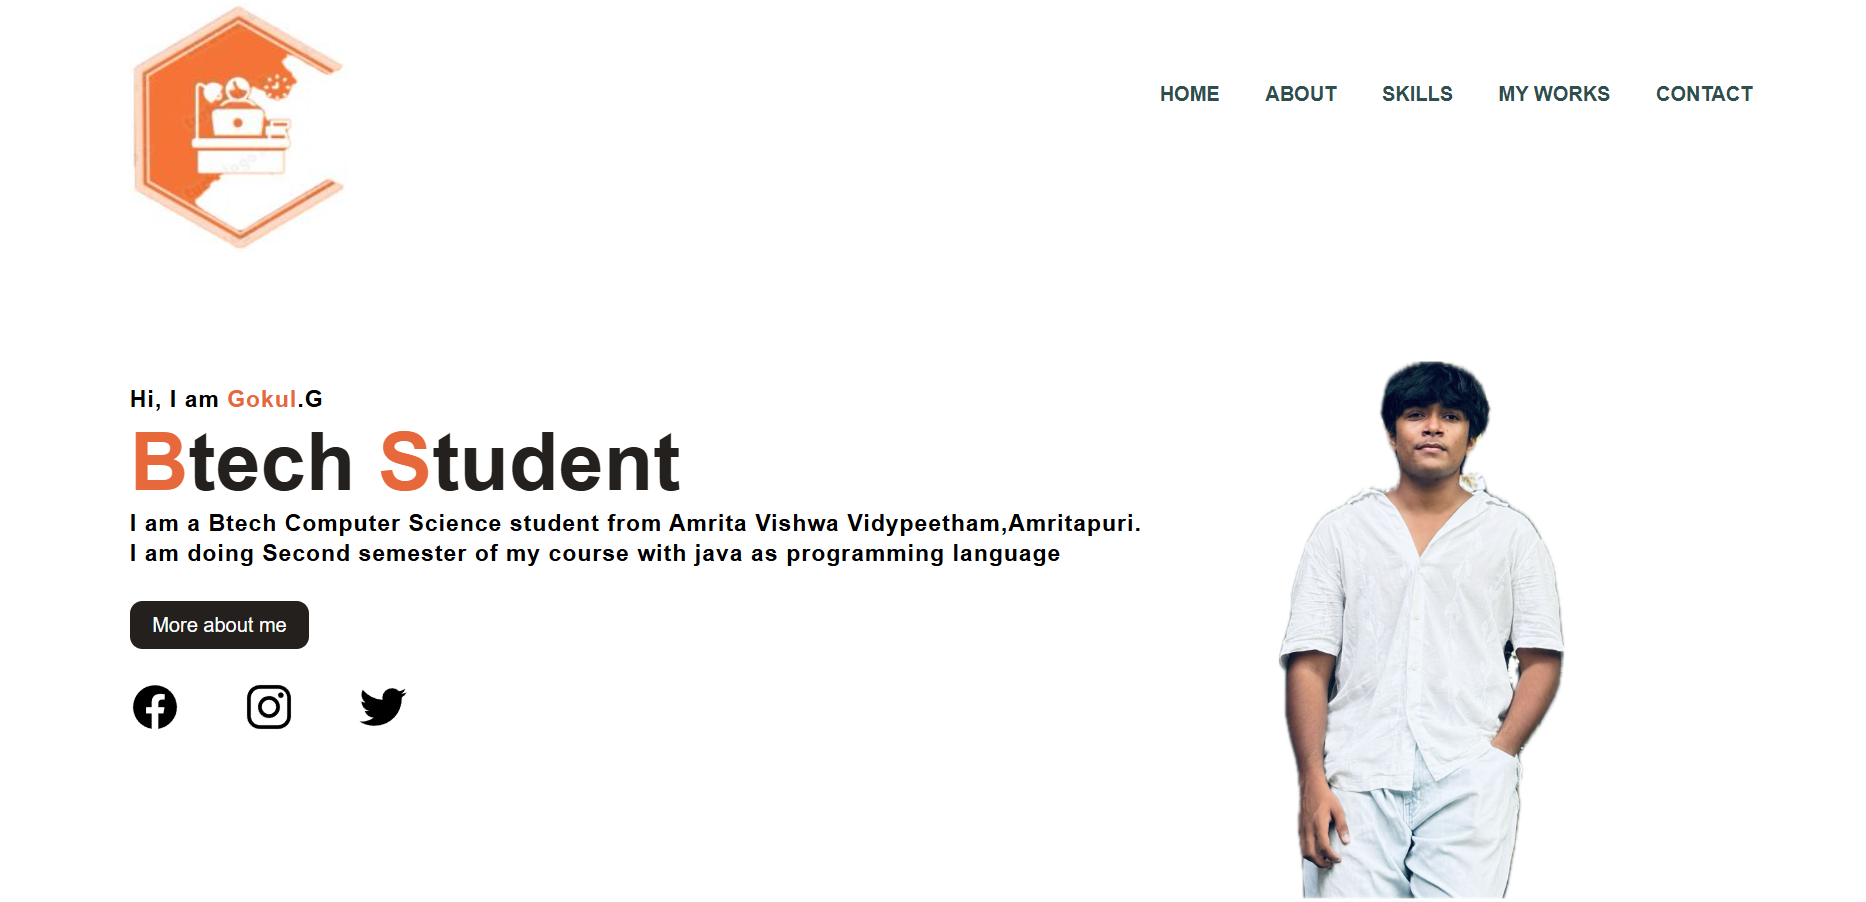 HOME ABOUT SKILLS MY WORKS CONTACT
Hi, I am Gokul.G
Btech Student
I am a Btech Computer Science student from Amrita Vishwa Vidypeetham,Amritapuri.
I am doing Second semester of my course with java as programming language
More about me